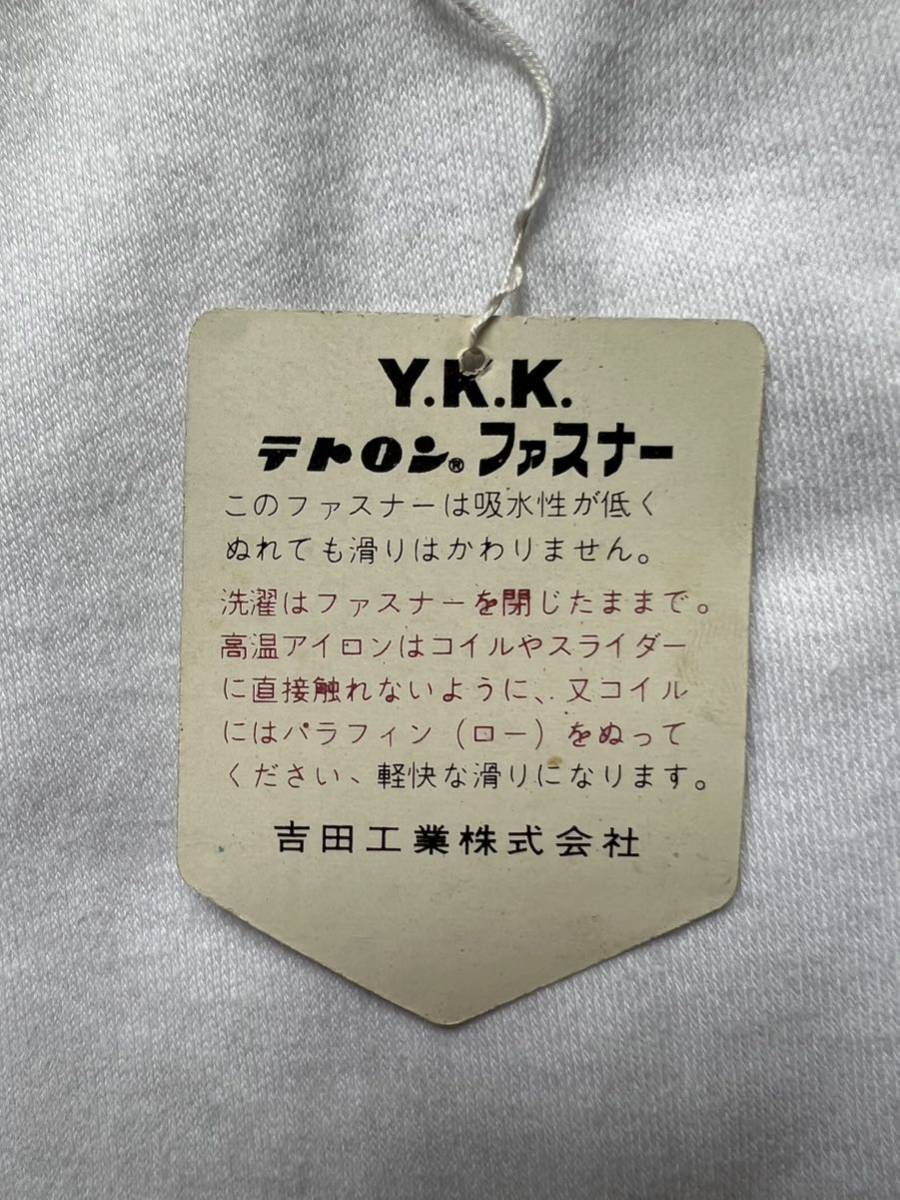 Y.K.K.
テトロン®ファスナー
このファスナーは吸水性が低く
ぬれても滑りはかわりません。
洗濯はファスナーを閉じたままで。
高温アイロンはコイルやスライダー
に直接触れないように、又コイル
にはパラフィン(ロー)をぬって
ください、軽快な滑りになります。
吉田工業株式会社